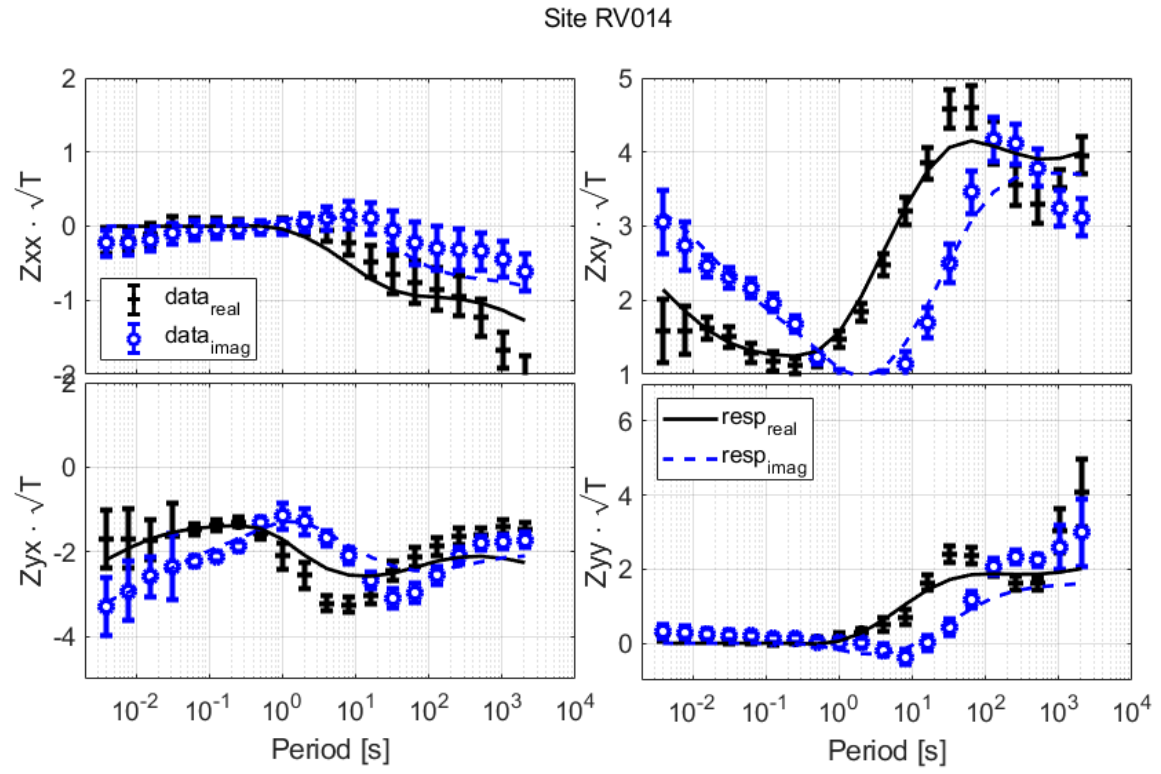 Site RV014
2
1
0
-1
-2
Zxx · √T
data_real
data_imag
5
4
3
2
1
Zxy · √T
2
0
-2
-4
Zyx · √T
10^-2 10^-1 10^0 10^1 10^2 10^3 10^4
Period [s]
6
4
2
0
Zyy · √T
resp_real
resp_imag
10^-2 10^-1 10^0 10^1 10^2 10^3 10^4
Period [s]